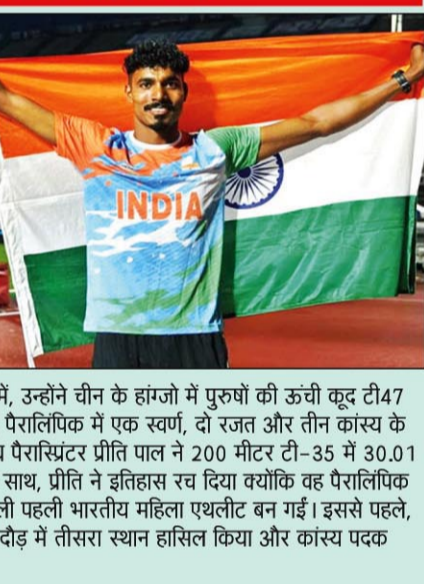 INDIA
में, उन्होंने चीन के हांग्जो में पुरुषों की ऊंची कूद टी47
पैरालिंपिक में एक स्वर्ण, दो रजत और तीन कांस्य के
पैरास्प्रिंटर प्रीति पाल ने 200 मीटर टी-35 में 30.01
साथ, प्रीति ने इतिहास रच दिया क्योंकि वह पैरालिंपिक
ली पहली भारतीय महिला एथलीट बन गईं। इससे पहले,
दौड़ में तीसरा स्थान हासिल किया और कांस्य पदक